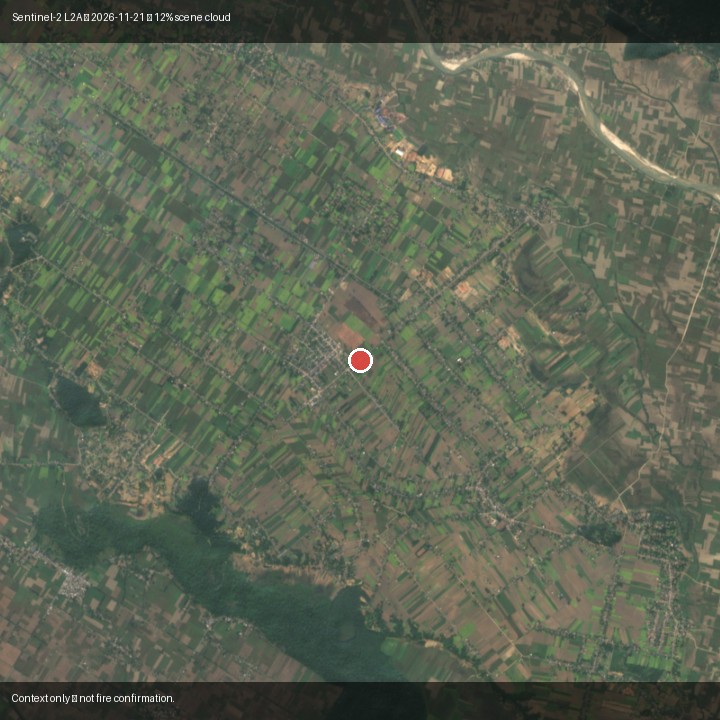 Sentinel-2 L2A▯2026-11-21▯12% scene cloud
Context only▯not fire confirmation.